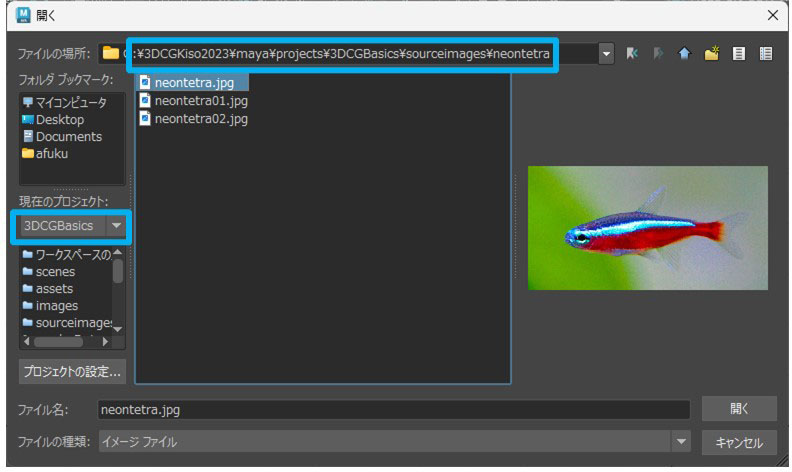 開く
ファイルの場所:
:¥3DCGKiso2023¥maya¥projects¥3DCGBasics¥sourceimages¥neontetra
フォルダ ブックマーク:
マイコンピュータ
Desktop
Documents
afuku
neontetra.jpg
neontetra01.jpg
neontetra02.jpg
現在のプロジェクト:
3DCGBasics
ワークスペースの
scenes
assets
images
sourceimages
プロジェクトの設定...
ファイル名:
neontetra.jpg
開く
ファイルの種類:
イメージ ファイル
キャンセル